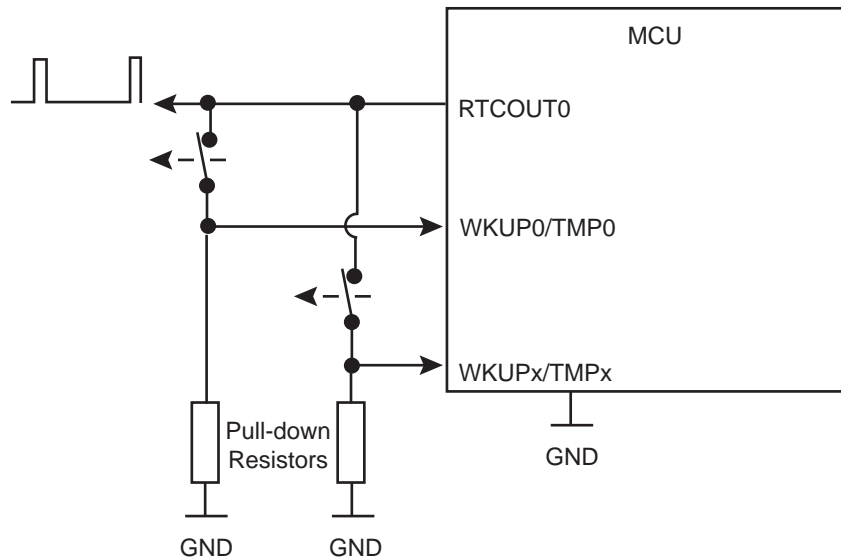 MCU
RTCOUT0
WKUP0/TMP0
WKUPx/TMPx
Pull-down
Resistors
GND
GND
GND